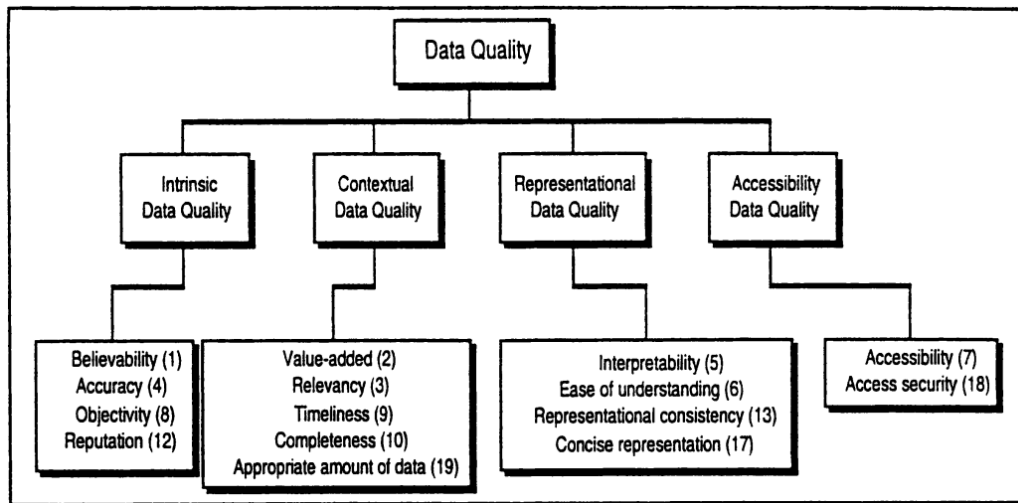 Data Quality
Intrinsic
Data Quality
Contextual
Data Quality
Representational
Data Quality
Accessibility
Data Quality
Believability (1)
Accuracy (4)
Objectivity (8)
Reputation (12)
Value-added (2)
Relevancy (3)
Timeliness (9)
Completeness (10)
Appropriate amount of data (19)
Interpretability (5)
Ease of understanding (6)
Representational consistency (13)
Concise representation (17)
Accessibility (7)
Access security (18)